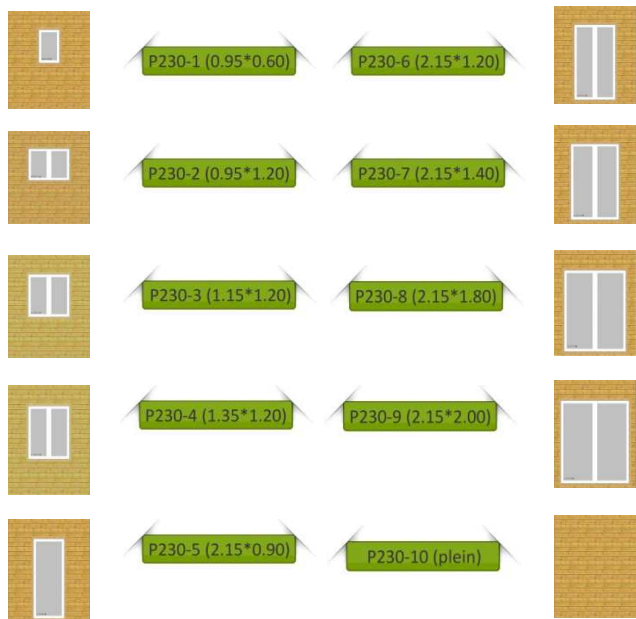 P230-1 (0.95*0.60)
P230-6 (2.15*1.20)
P230-2 (0.95*1.20)
P230-7 (2.15*1.40)
P230-3 (1.15*1.20)
P230-8 (2.15*1.80)
P230-4 (1.35*1.20)
P230-9 (2.15*2.00)
P230-5 (2.15*0.90)
P230-10 (plein)